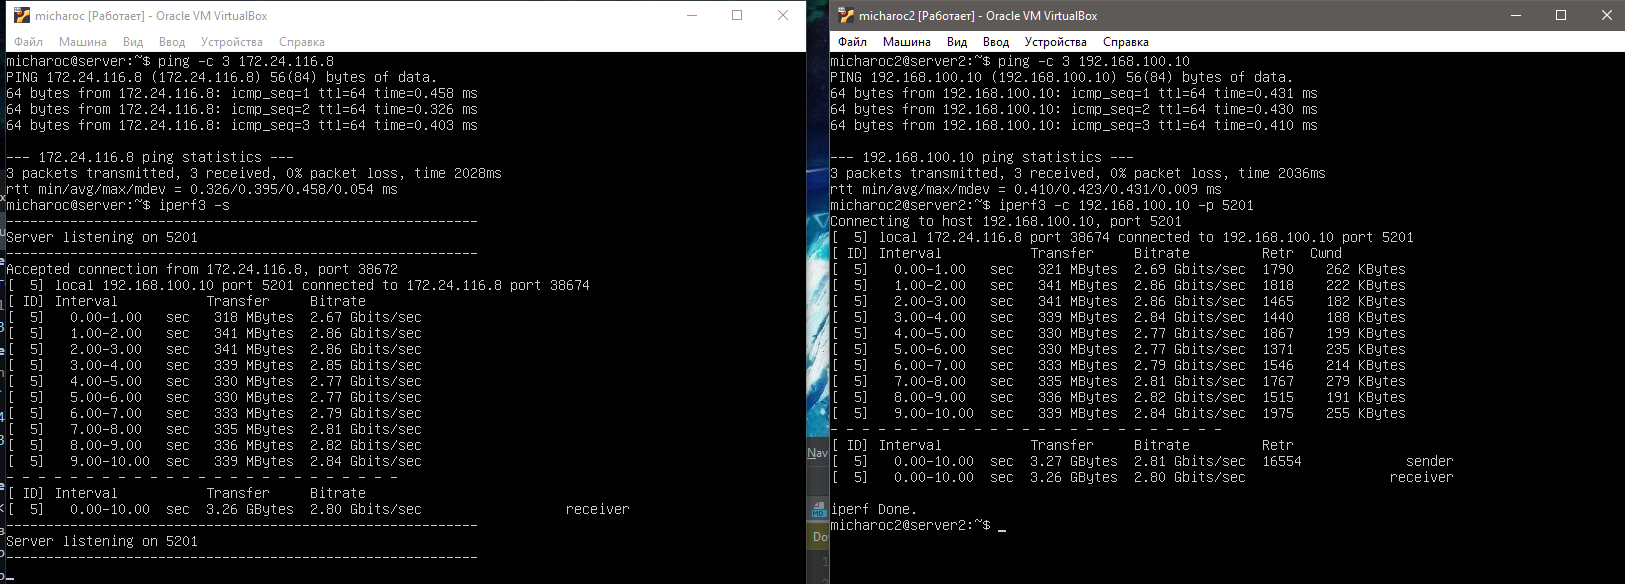 micharoc [Работает] - Oracle VM VirtualBox
Файл Машина Вид Ввод Устройства Справка
micharoc@server:~$ ping -c 3 172.24.116.8
PING 172.24.116.8 (172.24.116.8) 56(84) bytes of data.
64 bytes from 172.24.116.8: icmp_seq=1 ttl=64 time=0.458 ms
64 bytes from 172.24.116.8: icmp_seq=2 ttl=64 time=0.326 ms
64 bytes from 172.24.116.8: icmp_seq=3 ttl=64 time=0.403 ms
--- 172.24.116.8 ping statistics ---
3 packets transmitted, 3 received, 0% packet loss, time 2028ms
rtt min/avg/max/mdev = 0.326/0.395/0.458/0.054 ms
micharoc@server:~$ iperf3 -s
-----------------------------------------------------------
Server listening on 5201
-----------------------------------------------------------
Accepted connection from 172.24.116.8, port 38672
[  5] local 192.168.100.10 port 5201 connected to 172.24.116.8 port 38674
[ ID] Interval           Transfer     Bitrate
[  5]   0.00-1.00   sec   318 MBytes  2.67 Gbits/sec
[  5]   1.00-2.00   sec   341 MBytes  2.86 Gbits/sec
[  5]   2.00-3.00   sec   341 MBytes  2.86 Gbits/sec
[  5]   3.00-4.00   sec   339 MBytes  2.85 Gbits/sec
[  5]   4.00-5.00   sec   330 MBytes  2.77 Gbits/sec
[  5]   5.00-6.00   sec   330 MBytes  2.77 Gbits/sec
[  5]   6.00-7.00   sec   333 MBytes  2.79 Gbits/sec
[  5]   7.00-8.00   sec   335 MBytes  2.81 Gbits/sec
[  5]   8.00-9.00   sec   336 MBytes  2.82 Gbits/sec
[  5]   9.00-10.00  sec   339 MBytes  2.84 Gbits/sec
- - - - - - - - - - - - - - - - - - - - - - - - -
[ ID] Interval           Transfer     Bitrate
[  5]   0.00-10.00  sec  3.26 GBytes  2.80 Gbits/sec                  receiver
-----------------------------------------------------------
Server listening on 5201
-----------------------------------------------------------
micharoc2 [Работает] - Oracle VM VirtualBox
Файл Машина Вид Ввод Устройства Справка
micharoc2@server2:~$ ping -c 3 192.168.100.10
PING 192.168.100.10 (192.168.100.10) 56(84) bytes of data.
64 bytes from 192.168.100.10: icmp_seq=1 ttl=64 time=0.431 ms
64 bytes from 192.168.100.10: icmp_seq=2 ttl=64 time=0.430 ms
64 bytes from 192.168.100.10: icmp_seq=3 ttl=64 time=0.410 ms
--- 192.168.100.10 ping statistics ---
3 packets transmitted, 3 received, 0% packet loss, time 2036ms
rtt min/avg/max/mdev = 0.410/0.423/0.431/0.009 ms
micharoc2@server2:~$ iperf3 -c 192.168.100.10 -p 5201
Connecting to host 192.168.100.10, port 5201
[  5] local 172.24.116.8 port 38674 connected to 192.168.100.10 port 5201
[ ID] Interval           Transfer     Bitrate         Retr  Cwnd
[  5]   0.00-1.00   sec   321 MBytes  2.69 Gbits/sec  1790    262 KBytes
[  5]   1.00-2.00   sec   341 MBytes  2.86 Gbits/sec  1818    222 KBytes
[  5]   2.00-3.00   sec   341 MBytes  2.86 Gbits/sec  1465    182 KBytes
[  5]   3.00-4.00   sec   339 MBytes  2.84 Gbits/sec  1440    188 KBytes
[  5]   4.00-5.00   sec   330 MBytes  2.77 Gbits/sec  1867    199 KBytes
[  5]   5.00-6.00   sec   330 MBytes  2.77 Gbits/sec  1371    235 KBytes
[  5]   6.00-7.00   sec   333 MBytes  2.79 Gbits/sec  1546    214 KBytes
[  5]   7.00-8.00   sec   335 MBytes  2.81 Gbits/sec  1767    279 KBytes
[  5]   8.00-9.00   sec   336 MBytes  2.82 Gbits/sec  1515    191 KBytes
[  5]   9.00-10.00  sec   339 MBytes  2.84 Gbits/sec  1975    255 KBytes
- - - - - - - - - - - - - - - - - - - - - - - - -
[ ID] Interval           Transfer     Bitrate         Retr
[  5]   0.00-10.00  sec  3.27 GBytes  2.81 Gbits/sec  16554             sender
[  5]   0.00-10.00  sec  3.26 GBytes  2.80 Gbits/sec                  receiver
iperf Done.
micharoc2@server2:~$ _
Nav
MD
Do